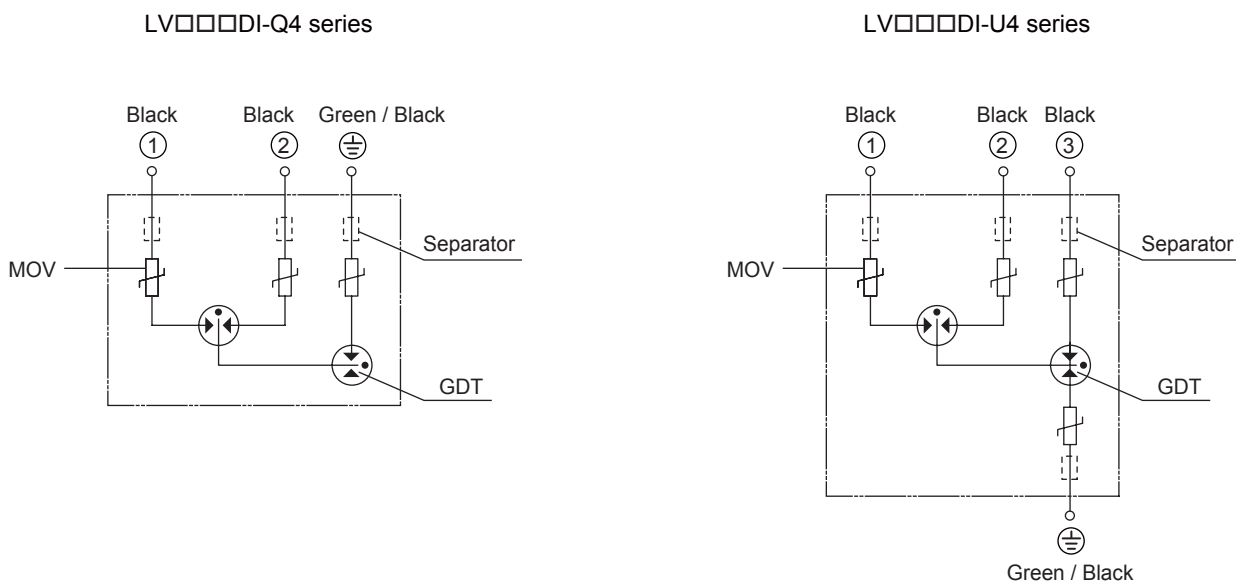 LV□□□DI-Q4 series
LV□□□DI-U4 series
Black
Black
Green / Black
①
②
Separator
MOV
GDT
Black
Black
Black
①
②
③
Separator
MOV
GDT
Green / Black